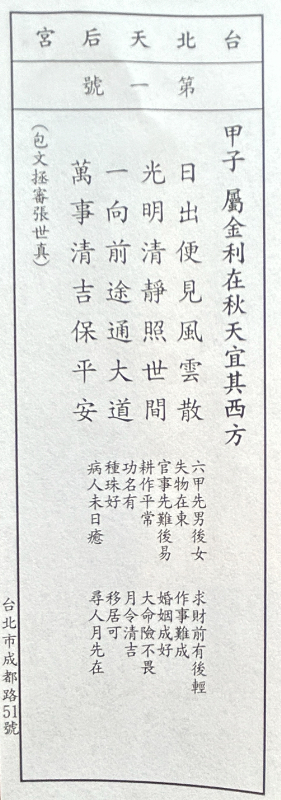 台北天后宮
第一號
甲子 屬金利在秋天宜其西方
日出便見風雲散
光明清靜照世間
一向前途通大道
萬事清吉保平安
(包文拯審張世真)
六甲先男後女
失物在東
官事先難後易
耕作平常
功名有
種珠好
病人未日癒
求財前有後輕
作事難成
婚姻成好
大命險不畏
月令清吉
移居可
尋人月先在
台北市成都路51號